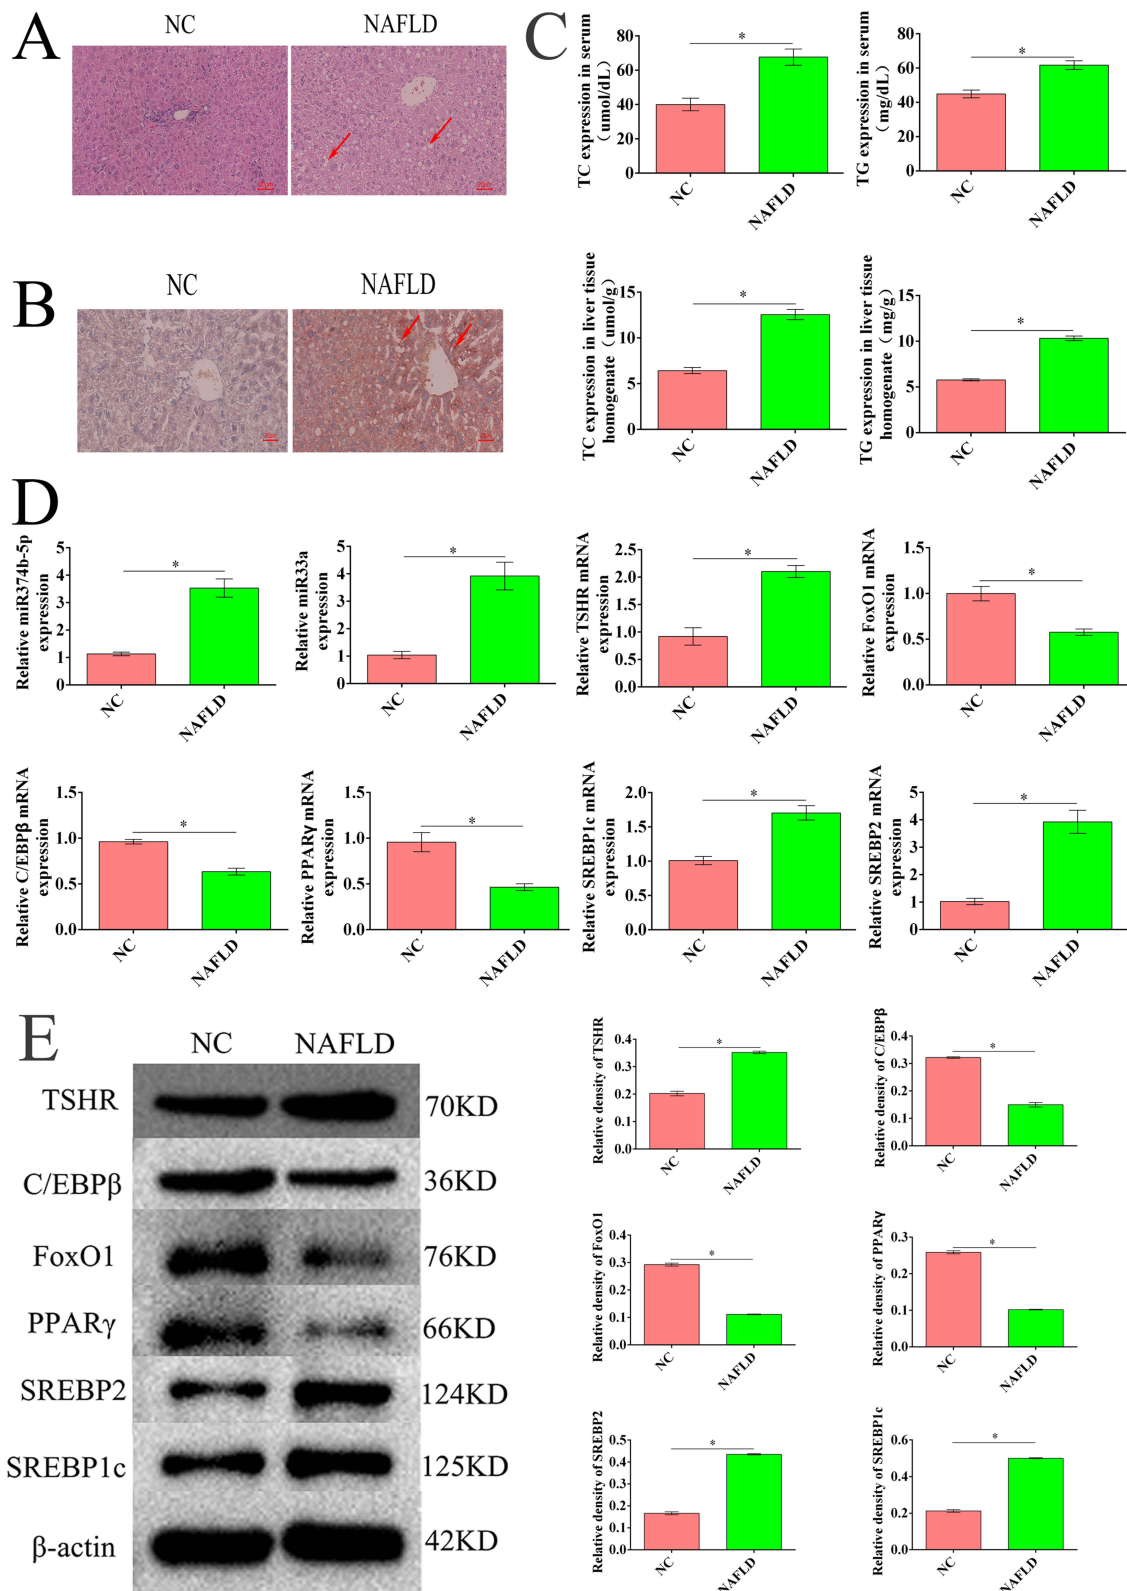 A
NC
NAFLD
B
NC
NAFLD
C
TC expression in serum
（umol/dL）
80
60
40
20
0
*
NC
NAFLD
TG expression in serum
（mg/dL）
80
60
40
20
0
*
NC
NAFLD
TC expression in liver tissue
homogenate（umol/g）
15
10
5
0
*
NC
NAFLD
TG expression in liver tissue
homogenate（mg/g）
15
10
5
0
*
NC
NAFLD
D
Relative miR374b-5p
expression
5
4
3
2
1
0
*
NC
NAFLD
Relative miR33a
expression
5
4
3
2
1
0
*
NC
NAFLD
Relative TSHR mRNA
expression
2.5
2.0
1.5
1.0
0.5
0.0
*
NC
NAFLD
Relative FoxO1 mRNA
expression
1.5
1.0
0.5
0.0
*
NC
NAFLD
Relative C/EBPβ mRNA
expression
1.5
1.0
0.5
0.0
*
NC
NAFLD
Relative PPARγ mRNA
expression
1.5
1.0
0.5
0.0
*
NC
NAFLD
Relative SREBP1c mRNA
expression
2.0
1.5
1.0
0.5
0.0
*
NC
NAFLD
Relative SREBP2 mRNA
expression
5
4
3
2
1
0
*
NC
NAFLD
E
NC NAFLD
TSHR 70KD
C/EBPβ 36KD
FoxO1 76KD
PPARγ 66KD
SREBP2 124KD
SREBP1c 125KD
β-actin 42KD
Relative density of TSHR
0.4
0.3
0.2
0.1
0.0
*
NC
NAFLD
Relative density of C/EBPβ
0.4
0.3
0.2
0.1
0.0
*
NC
NAFLD
Relative density of FoxO1
0.4
0.3
0.2
0.1
0.0
*
NC
NAFLD
Relative density of PPARγ
0.3
0.2
0.1
0.0
*
NC
NAFLD
Relative density of SREBP2
0.5
0.4
0.3
0.2
0.1
0.0
*
NC
NAFLD
Relative density of SREBP1c
0.6
0.4
0.2
0.0
*
NC
NAFLD